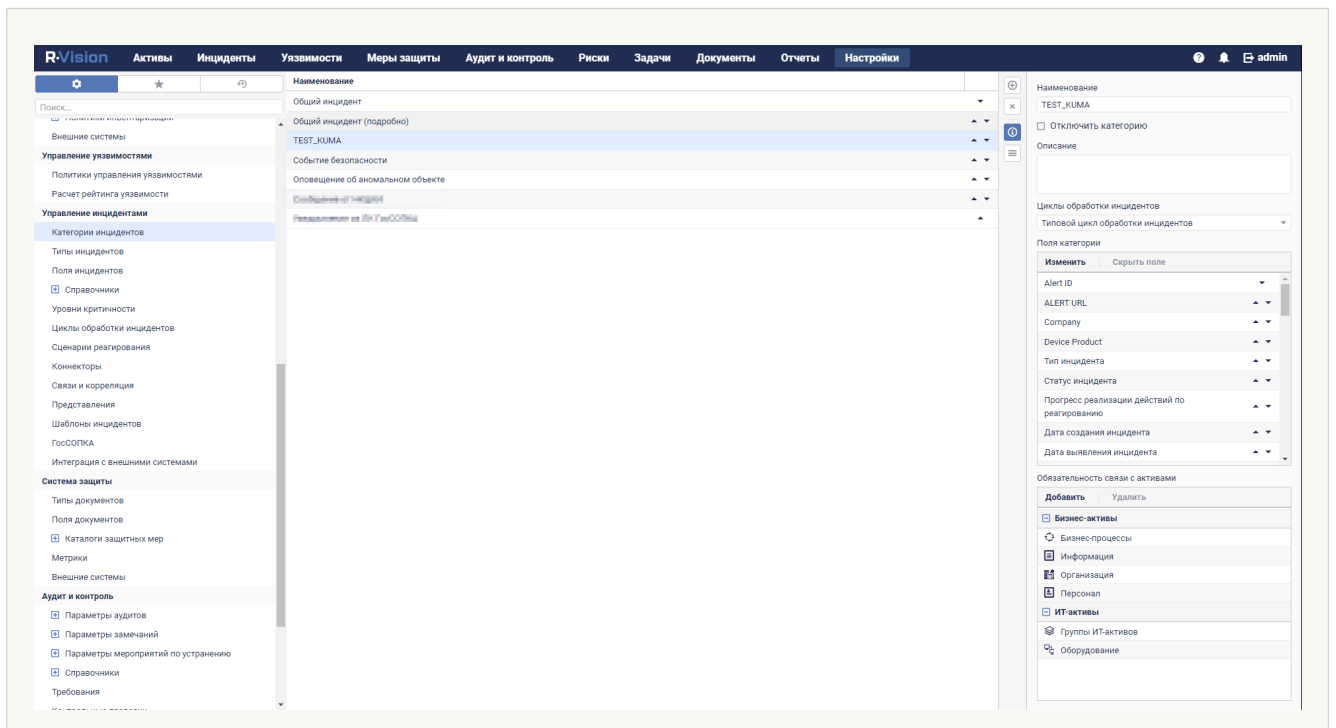 R·Vision Активы Инциденты Уязвимости Меры защиты Аудит и контроль Риски Задачи Документы Отчеты Настройки admin
Поиск...
Политики инвентаризации
Внешние системы
Управление уязвимостями
Политики управления уязвимостями
Расчет рейтинга уязвимости
Управление инцидентами
Категории инцидентов
Типы инцидентов
Поля инцидентов
Справочники
Уровни критичности
Циклы обработки инцидентов
Сценарии реагирования
Коннекторы
Связи и корреляция
Представления
Шаблоны инцидентов
ГосСОПКА
Интеграция с внешними системами
Система защиты
Типы документов
Поля документов
Каталоги защитных мер
Метрики
Внешние системы
Аудит и контроль
Параметры аудитов
Параметры замечаний
Параметры мероприятий по устранению
Справочники
Требования
Наименование
Общий инцидент
Общий инцидент (подробно)
TEST_KUMA
Событие безопасности
Оповещение об аномальном объекте
Наименование
TEST_KUMA
Отключить категорию
Описание
Циклы обработки инцидентов
Типовой цикл обработки инцидентов
Поля категории
Изменить Скрыть поле
Alert ID
ALERT URL
Company
Device Product
Тип инцидента
Статус инцидента
Прогресс реализации действий по
реагированию
Дата создания инцидента
Дата выявления инцидента
Обязательность связи с активами
Добавить Удалить
Бизнес-активы
Бизнес-процессы
Информация
Организация
Персонал
ИТ-активы
Группы ИТ-активов
Оборудование